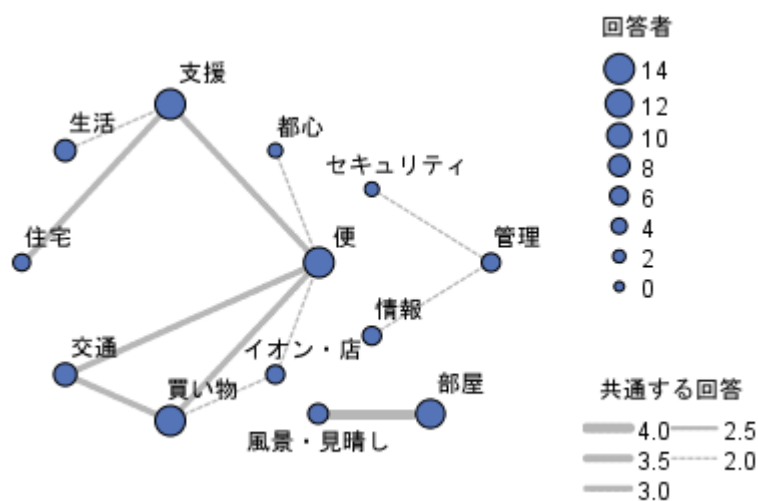 回答者
14
12
10
8
6
4
2
0
支援
生活
都心
セキュリティ
住宅
便
管理
情報
交通
イオン・店
買い物
部屋
風景・見晴し
共通する回答
4.0 2.5
3.5 2.0
3.0